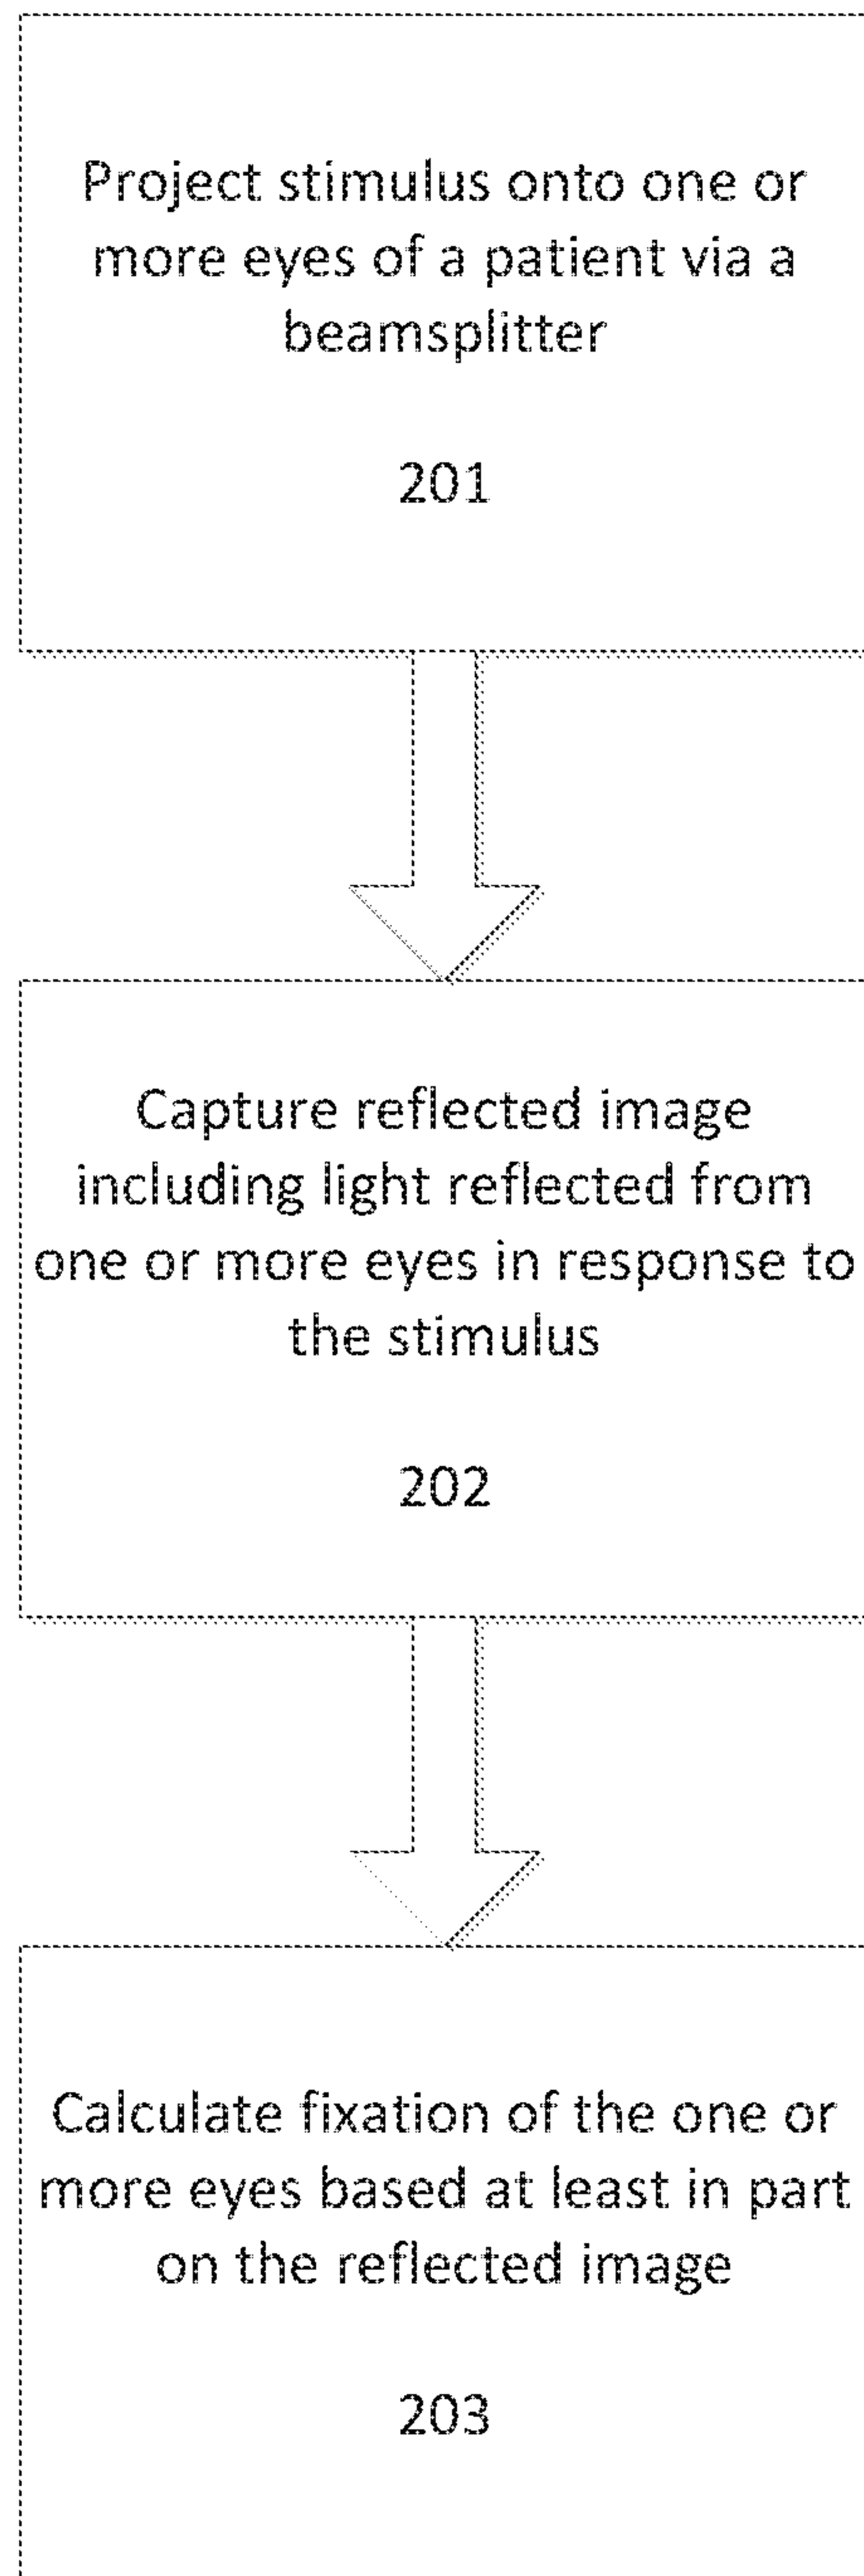 Project stimulus onto one or
more eyes of a patient via a
beamsplitter
201
Capture reflected image
including light reflected from
one or more eyes in response to
the stimulus
202
Calculate fixation of the one or
more eyes based at least in part
on the reflected image
203